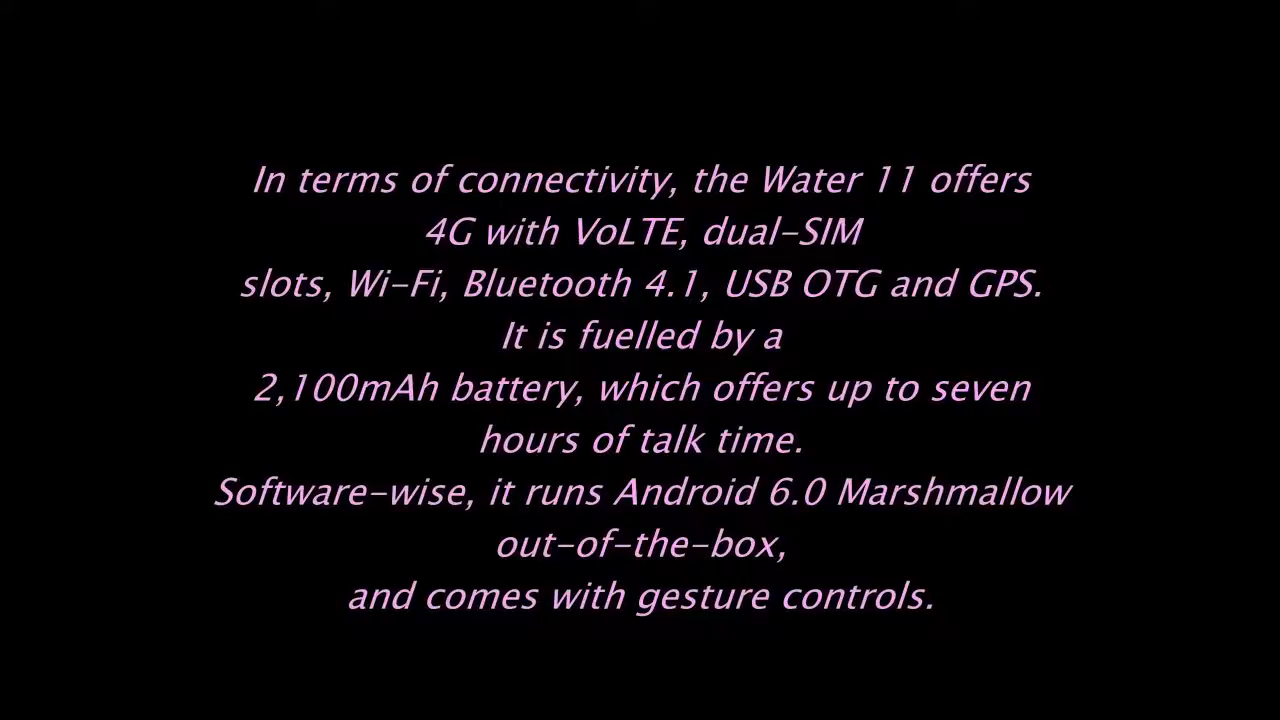 In terms of connectivity, the Water 11 offers
4G with VoLTE, dual-SIM
slots, Wi-Fi, Bluetooth 4.1, USB OTG and GPS.
It is fuelled by a
2,100mAh battery, which offers up to seven
hours of talk time.
Software-wise, it runs Android 6.0 Marshmallow
out-of-the-box,
and comes with gesture controls.